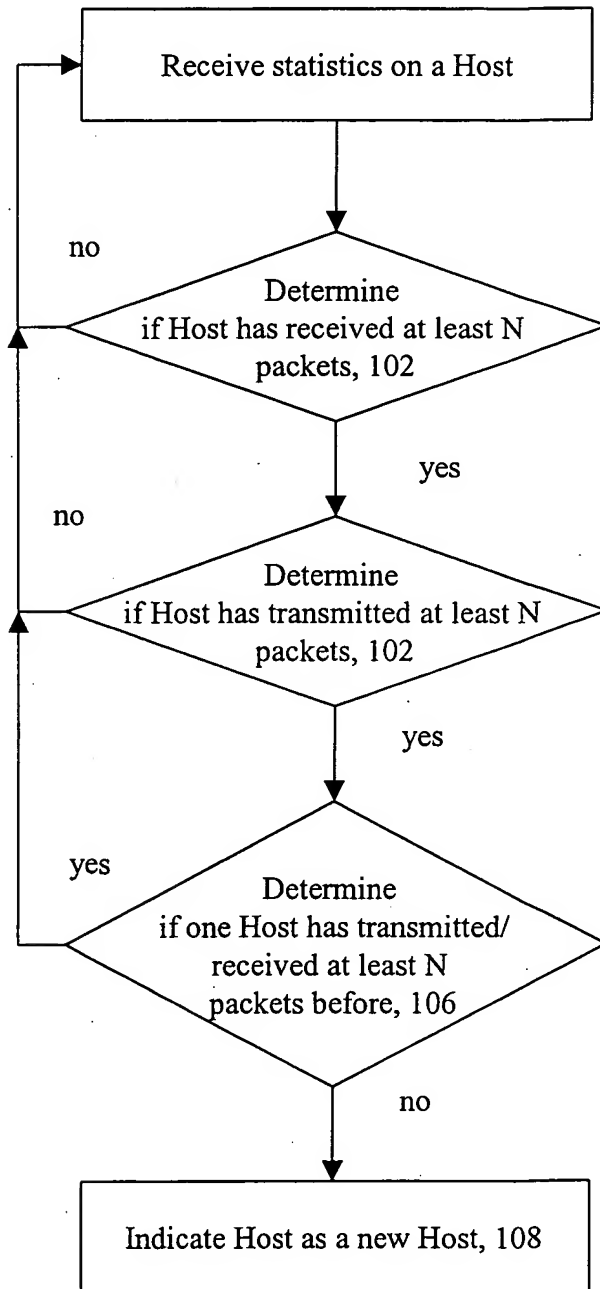 Receive statistics on a Host
no
Determine
if Host has received at least N
packets, 102
yes
no
Determine
if Host has transmitted at least N
packets, 102
yes
yes
Determine
if one Host has transmitted/
received at least N
packets before, 106
no
Indicate Host as a new Host, 108